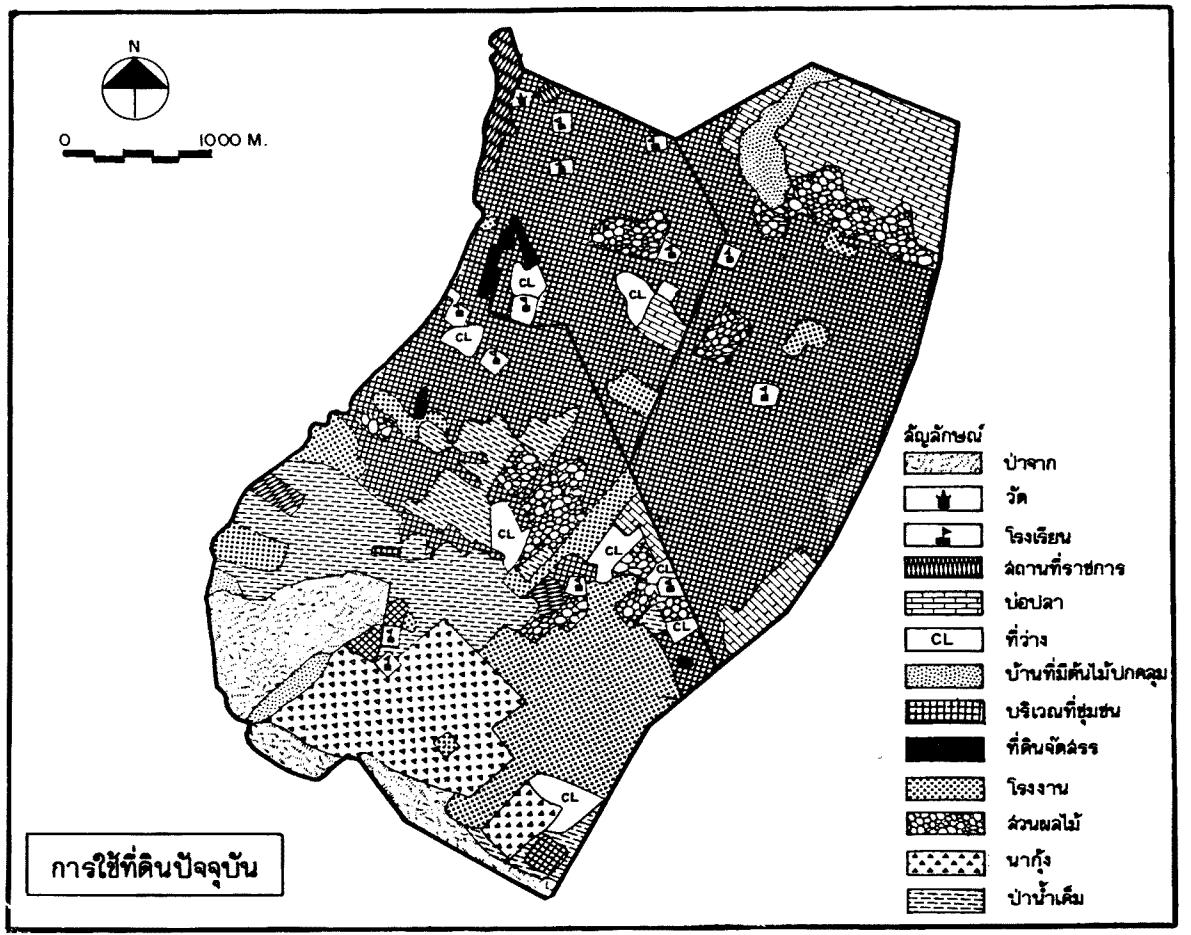 N
0 1000 M.
CL
CL
CL
CL
CL
CL
CL
CL
สัญลักษณ์
ป่าจาก
วัด
โรงเรียน
สถานที่ราชการ
บ่อปลา
CL ที่ว่าง
บ้านที่มีต้นไม้ปกคลุม
บริเวณที่ชุมชน
ที่ดินจัดสรร
โรงงาน
สวนผลไม้
นากุ้ง
ป่าน้ำเค็ม
การใช้ที่ดินปัจจุบัน